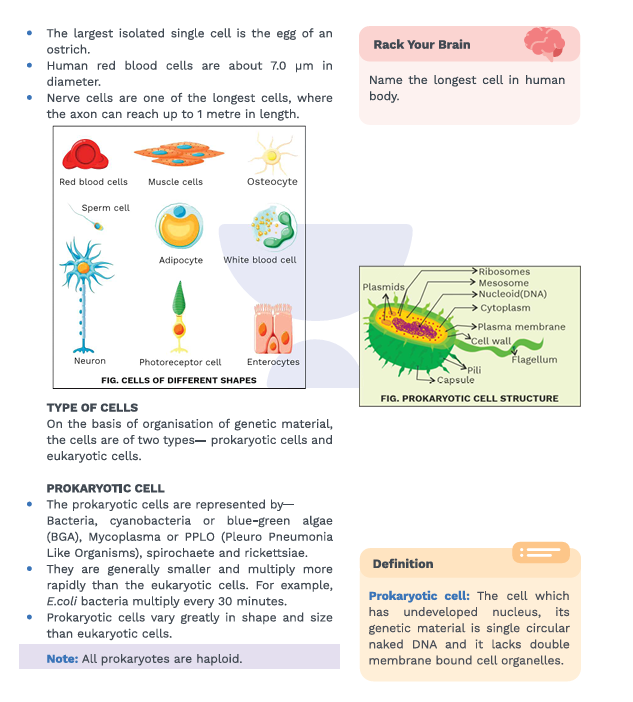 • The largest isolated single cell is the egg of an
ostrich.
• Human red blood cells are about 7.0 µm in
diameter.
• Nerve cells are one of the longest cells, where
the axon can reach up to 1 metre in length.
Red blood cells
Muscle cells
Osteocyte
Sperm cell
Adipocyte
White blood cell
Neuron
Photoreceptor cell
Enterocytes
FIG. CELLS OF DIFFERENT SHAPES
TYPE OF CELLS
On the basis of organisation of genetic material,
the cells are of two types— prokaryotic cells and
eukaryotic cells.
PROKARYOTIC CELL
• The prokaryotic cells are represented by—
Bacteria, cyanobacteria or blue-green algae
(BGA), Mycoplasma or PPLO (Pleuro Pneumonia
Like Organisms), spirochaete and rickettsiae.
• They are generally smaller and multiply more
rapidly than the eukaryotic cells. For example,
E.coli bacteria multiply every 30 minutes.
• Prokaryotic cells vary greatly in shape and size
than eukaryotic cells.
Note: All prokaryotes are haploid.
Rack Your Brain
Name the longest cell in human
body.
Ribosomes
Mesosome
Plasmids
Nucleoid(DNA)
Cytoplasm
Plasma membrane
Cell wall
Flagellum
Pili
Capsule
FIG. PROKARYOTIC CELL STRUCTURE
Definition
Prokaryotic cell: The cell which
has undeveloped nucleus, its
genetic material is single circular
naked DNA and it lacks double
membrane bound cell organelles.